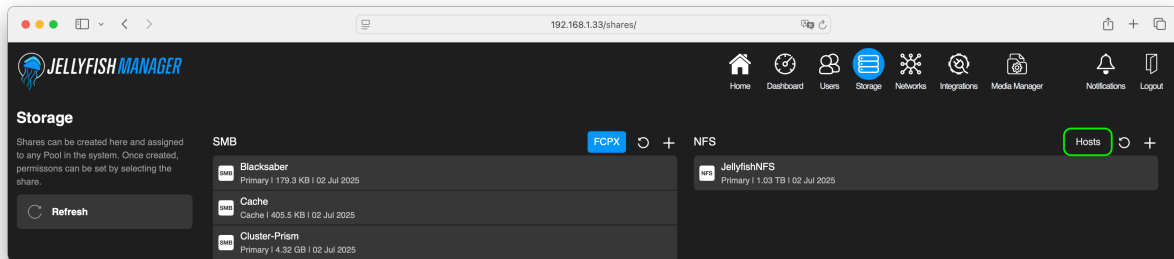 192.168.1.33/shares/
JELLYFISH MANAGER
Home
Dashboard
Users
Storage
Networks
Integrations
Media Manager
Notifications
Logout
Storage
Shares can be created here and assigned
to any Pool in the system. Once created,
permissons can be set by selecting the
share.
Refresh
SMB
FCPX
SMB
Blacksaber
Primary | 179.3 KB | 02 Jul 2025
SMB
Cache
Cache | 405.5 KB | 02 Jul 2025
SMB
Cluster-Prism
Primary | 4.32 GB | 02 Jul 2025
NFS
Hosts
NFS
JellyfishNFS
Primary | 1.03 TB | 02 Jul 2025